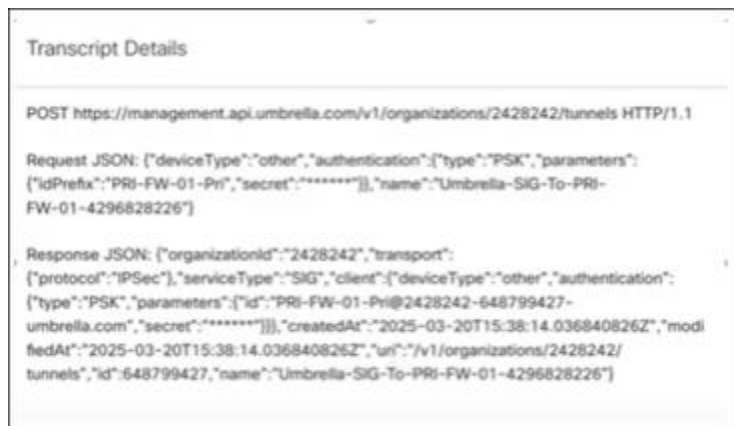 Transcript Details
POST https://management.api.umbrella.com/v1/organizations/2428242/tunnels HTTP/1.1
Request JSON: {"deviceType":"other","authentication":{"type":"PSK","parameters":
{"idPrefix":"PRI-FW-01-Pri","secret":"******"}},"name":"Umbrella-SIG-To-PRI-
FW-01-4296828226"}
Response JSON: {"organizationId":"2428242","transport":
{"protocol":"IPSec"},"serviceType":"SIG","client":{"deviceType":"other","authentication":
{"type":"PSK","parameters":{"id":"PRI-FW-01-Pri@2428242-648799427-
umbrella.com","secret":"******"}}},"createdAt":"2025-03-20T15:38:14.036840826Z","modi
fiedAt":"2025-03-20T15:38:14.036840826Z","uri":"/v1/organizations/2428242/
tunnels","id":648799427,"name":"Umbrella-SIG-To-PRI-FW-01-4296828226"}